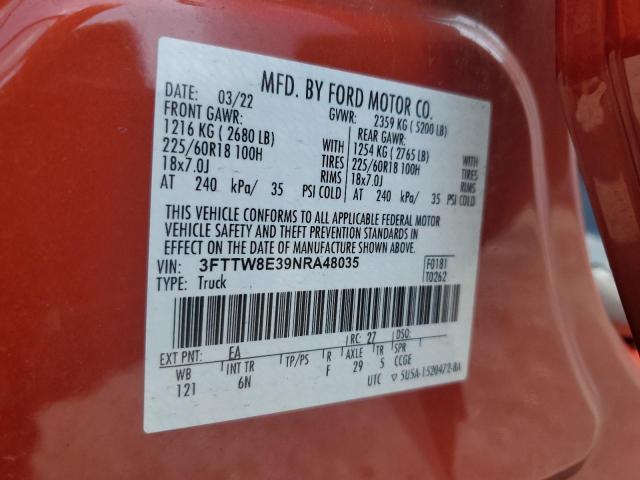 MFD. BY FORD MOTOR CO.
DATE: 03/22 GVWR: 2359 KG ( 5200 LB)
FRONT GAWR: REAR GAWR:
1216 KG ( 2680 LB) WITH 1254 KG ( 2765 LB) WITH
225/60R18 100H TIRES 225/60R18 100H TIRES
18x7.0J RIMS 18x7.0J RIMS
AT 240 kPa/ 35 PSI COLD AT 240 kPa/ 35 PSI COLD
THIS VEHICLE CONFORMS TO ALL APPLICABLE FEDERAL MOTOR
VEHICLE SAFETY AND THEFT PREVENTION STANDARDS IN
EFFECT ON THE DATE OF MANUFACTURE SHOWN ABOVE.
VIN: 3FTTW8E39NRA48035 F0181
TYPE: Truck T0262
RC: 27 DSO:
EXT PNT: EA
WB INT TR TP/PS R AXLE TR SPR
121 6N F 29 5 CCGE
UTC ▽ 5U5A-1520472-BA